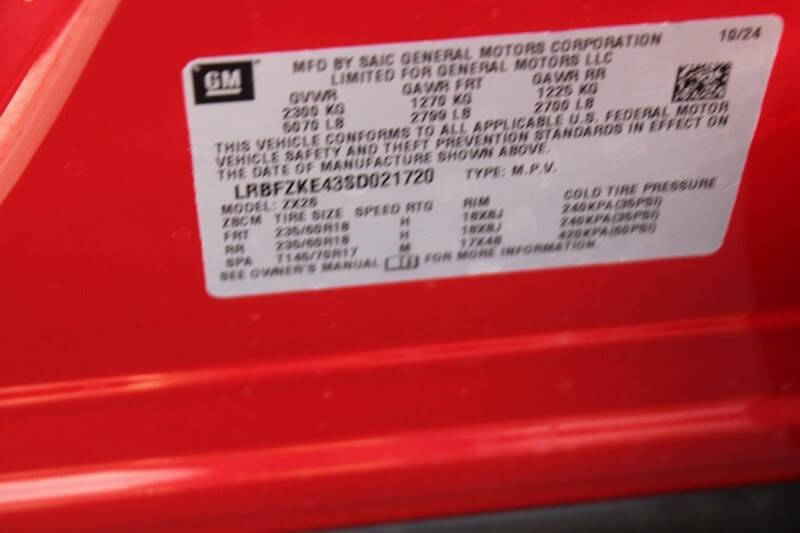 GM
MFD BY SAIC GENERAL MOTORS CORPORATION 10/24
LIMITED FOR GENERAL MOTORS LLC
GVWR GAWR FRT GAWR RR
2300 KG 1270 KG 1225 KG
5070 LB 2799 LB 2700 LB
THIS VEHICLE CONFORMS TO ALL APPLICABLE U.S. FEDERAL MOTOR
VEHICLE SAFETY AND THEFT PREVENTION STANDARDS IN EFFECT ON
THE DATE OF MANUFACTURE SHOWN ABOVE.
LRBFZKE43SD021720 TYPE: M.P.V.
MODEL: ZX26
TIRE SIZE SPEED RTG RIM COLD TIRE PRESSURE
FRT 235/60R18 H 18X8J 240KPA(35PSI)
RR 235/60R18 H 18X8J 240KPA(35PSI)
SPA T145/70R17 M 17X4B 420KPA(60PSI)
SEE OWNER'S MANUAL FOR MORE INFORMATION